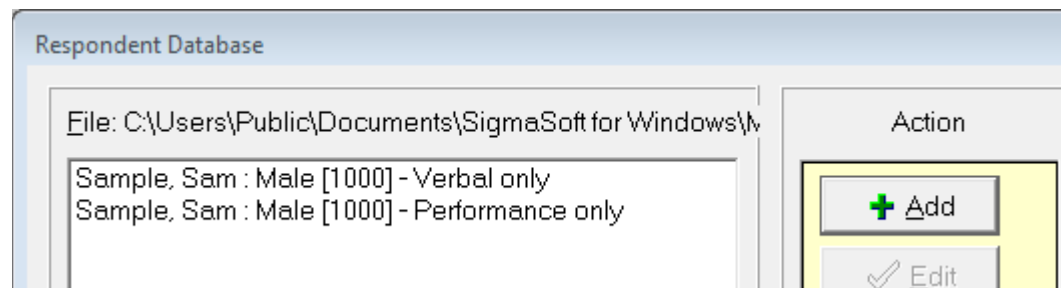 Respondent Database
File: C:\Users\Public\Documents\SigmaSoft for Windows\M
Action
Sample, Sam : Male [1000] - Verbal only
Sample, Sam : Male [1000] - Performance only
Add
Edit